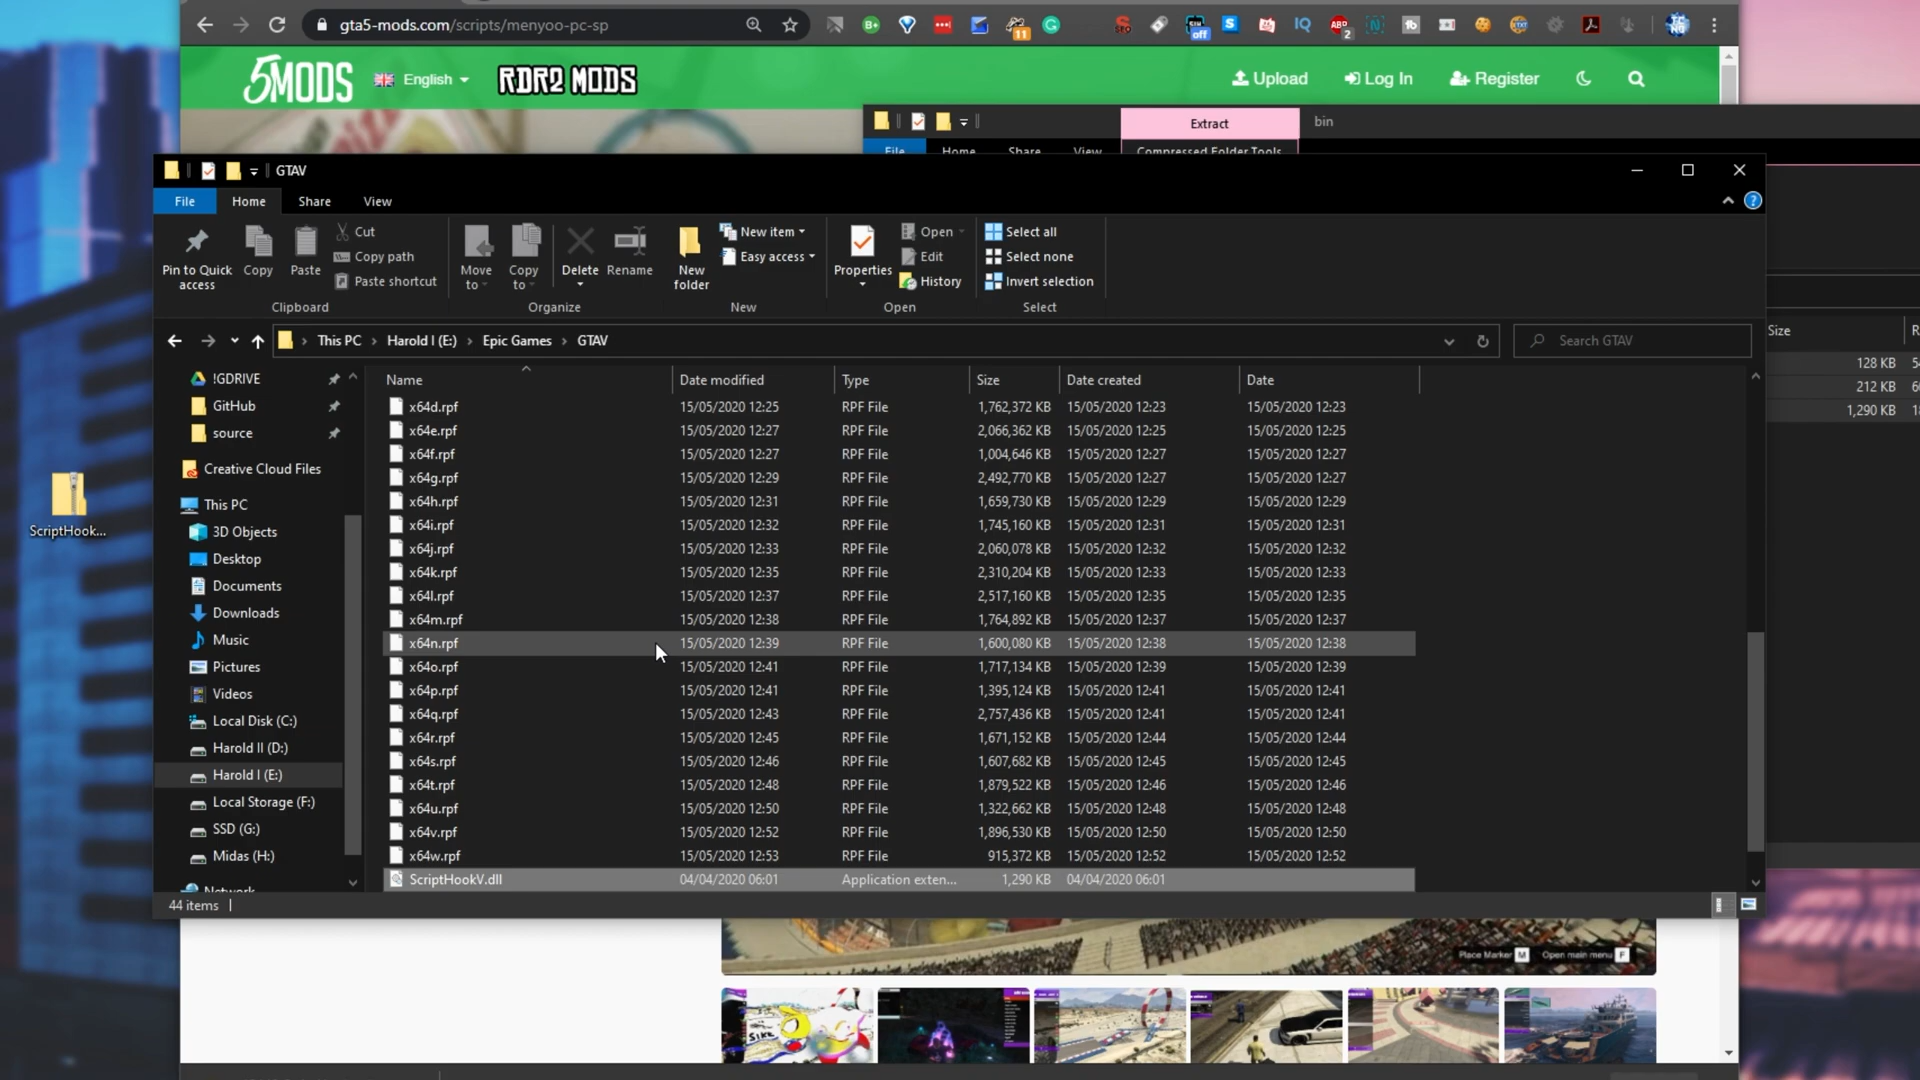 gta5-mods.com/scripts/menyoo-pc-sp
5MODS
English
RDR2 MODS
Upload
Log In
Register
Extract
bin
File
Home
Share
View
Compressed Folder Tools
GTAV
File
Home
Share
View
Pin to Quick access
Copy
Paste
Cut
Copy path
Paste shortcut
Clipboard
Move to
Copy to
Delete
Rename
Organize
New folder
New item
Easy access
New
Properties
Open
Edit
History
Open
Select all
Select none
Invert selection
Select
This PC > Harold I (E:) > Epic Games > GTAV
Search GTAV
Size
128 KB
212 KB
1,290 KB
!GDRIVE
GitHub
source
Creative Cloud Files
This PC
3D Objects
Desktop
Documents
Downloads
Music
Pictures
Videos
Local Disk (C:)
Harold II (D:)
Harold I (E:)
Local Storage (F:)
SSD (G:)
Midas (H:)
Network
Name Date modified Type Size Date created Date
x64d.rpf 15/05/2020 12:25 RPF File 1,762,372 KB 15/05/2020 12:23 15/05/2020 12:23
x64e.rpf 15/05/2020 12:27 RPF File 2,066,362 KB 15/05/2020 12:25 15/05/2020 12:25
x64f.rpf 15/05/2020 12:27 RPF File 1,004,646 KB 15/05/2020 12:27 15/05/2020 12:27
x64g.rpf 15/05/2020 12:29 RPF File 2,492,770 KB 15/05/2020 12:27 15/05/2020 12:27
x64h.rpf 15/05/2020 12:31 RPF File 1,659,730 KB 15/05/2020 12:29 15/05/2020 12:29
x64i.rpf 15/05/2020 12:32 RPF File 1,745,160 KB 15/05/2020 12:31 15/05/2020 12:31
x64j.rpf 15/05/2020 12:33 RPF File 2,060,078 KB 15/05/2020 12:32 15/05/2020 12:32
x64k.rpf 15/05/2020 12:35 RPF File 2,310,204 KB 15/05/2020 12:33 15/05/2020 12:33
x64l.rpf 15/05/2020 12:37 RPF File 2,517,160 KB 15/05/2020 12:35 15/05/2020 12:35
x64m.rpf 15/05/2020 12:38 RPF File 1,764,892 KB 15/05/2020 12:37 15/05/2020 12:37
x64n.rpf 15/05/2020 12:39 RPF File 1,600,080 KB 15/05/2020 12:38 15/05/2020 12:38
x64o.rpf 15/05/2020 12:41 RPF File 1,717,134 KB 15/05/2020 12:39 15/05/2020 12:39
x64p.rpf 15/05/2020 12:41 RPF File 1,395,124 KB 15/05/2020 12:41 15/05/2020 12:41
x64q.rpf 15/05/2020 12:43 RPF File 2,757,436 KB 15/05/2020 12:41 15/05/2020 12:41
x64r.rpf 15/05/2020 12:45 RPF File 1,671,152 KB 15/05/2020 12:44 15/05/2020 12:44
x64s.rpf 15/05/2020 12:46 RPF File 1,607,682 KB 15/05/2020 12:45 15/05/2020 12:45
x64t.rpf 15/05/2020 12:48 RPF File 1,879,522 KB 15/05/2020 12:46 15/05/2020 12:46
x64u.rpf 15/05/2020 12:50 RPF File 1,322,662 KB 15/05/2020 12:48 15/05/2020 12:48
x64v.rpf 15/05/2020 12:52 RPF File 1,896,530 KB 15/05/2020 12:50 15/05/2020 12:50
x64w.rpf 15/05/2020 12:53 RPF File 915,372 KB 15/05/2020 12:52 15/05/2020 12:52
ScriptHookV.dll 04/04/2020 06:01 Application exten... 1,290 KB 04/04/2020 06:01
44 items
ScriptHook...
Place Marker M Open main menu F